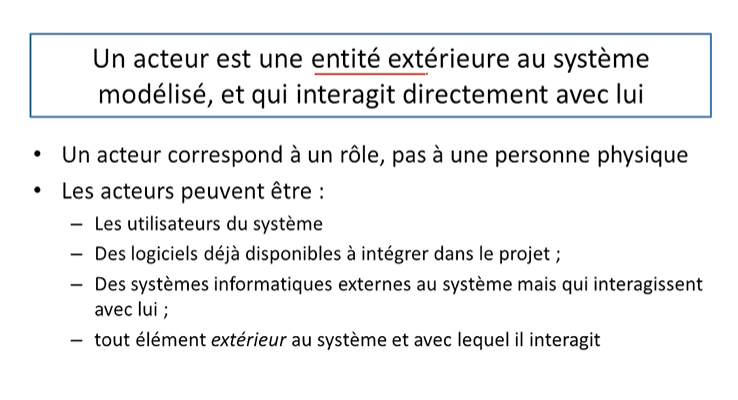 Un acteur est une entité extérieure au système
modélisé, et qui interagit directement avec lui
• Un acteur correspond à un rôle, pas à une personne physique
• Les acteurs peuvent être :
– Les utilisateurs du système
– Des logiciels déjà disponibles à intégrer dans le projet ;
– Des systèmes informatiques externes au système mais qui interagissent
avec lui ;
– tout élément extérieur au système et avec lequel il interagit